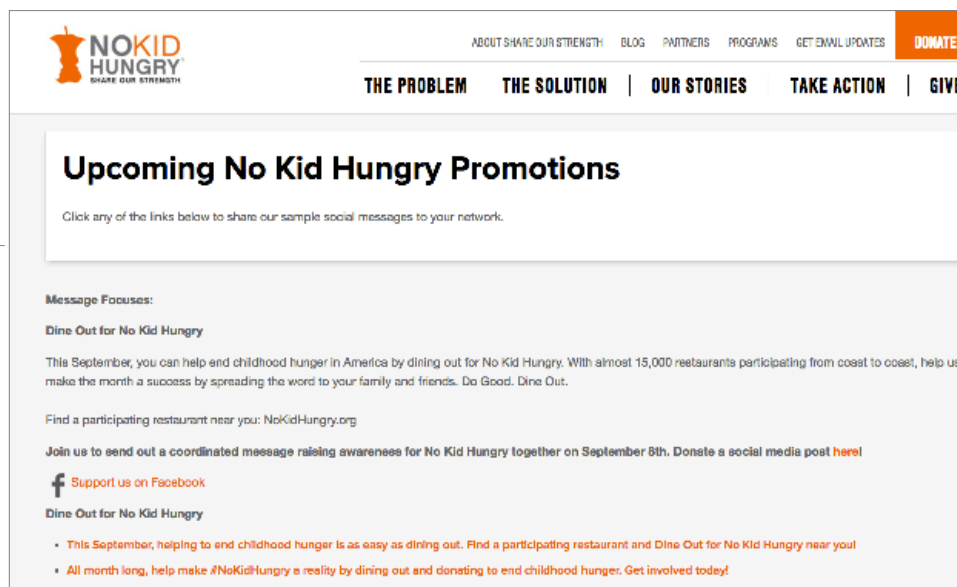 NOKID
HUNGRY
SHARE OUR STRENGTH
ABOUT SHARE OUR STRENGTH BLOG PARTNERS PROGRAMS GET EMAIL UPDATES DONATE
THE PROBLEM THE SOLUTION | OUR STORIES TAKE ACTION | GIVE
Upcoming No Kid Hungry Promotions
Click any of the links below to share our sample social messages to your network.
Message Focuses:
Dine Out for No Kid Hungry
This September, you can help end childhood hunger in America by dining out for No Kid Hungry. With almost 15,000 restaurants participating from coast to coast, help us
make the month a success by spreading the word to your family and friends. Do Good. Dine Out.
Find a participating restaurant near you: NoKidHungry.org
Join us to send out a coordinated message raising awareness for No Kid Hungry together on September 8th. Donate a social media post here!
Support us on Facebook
Dine Out for No Kid Hungry
▪ This September, helping to end childhood hunger is as easy as dining out. Find a participating restaurant and Dine Out for No Kid Hungry near you!
▪ All month long, help make #NoKidHungry a reality by dining out and donating to end childhood hunger. Get involved today!